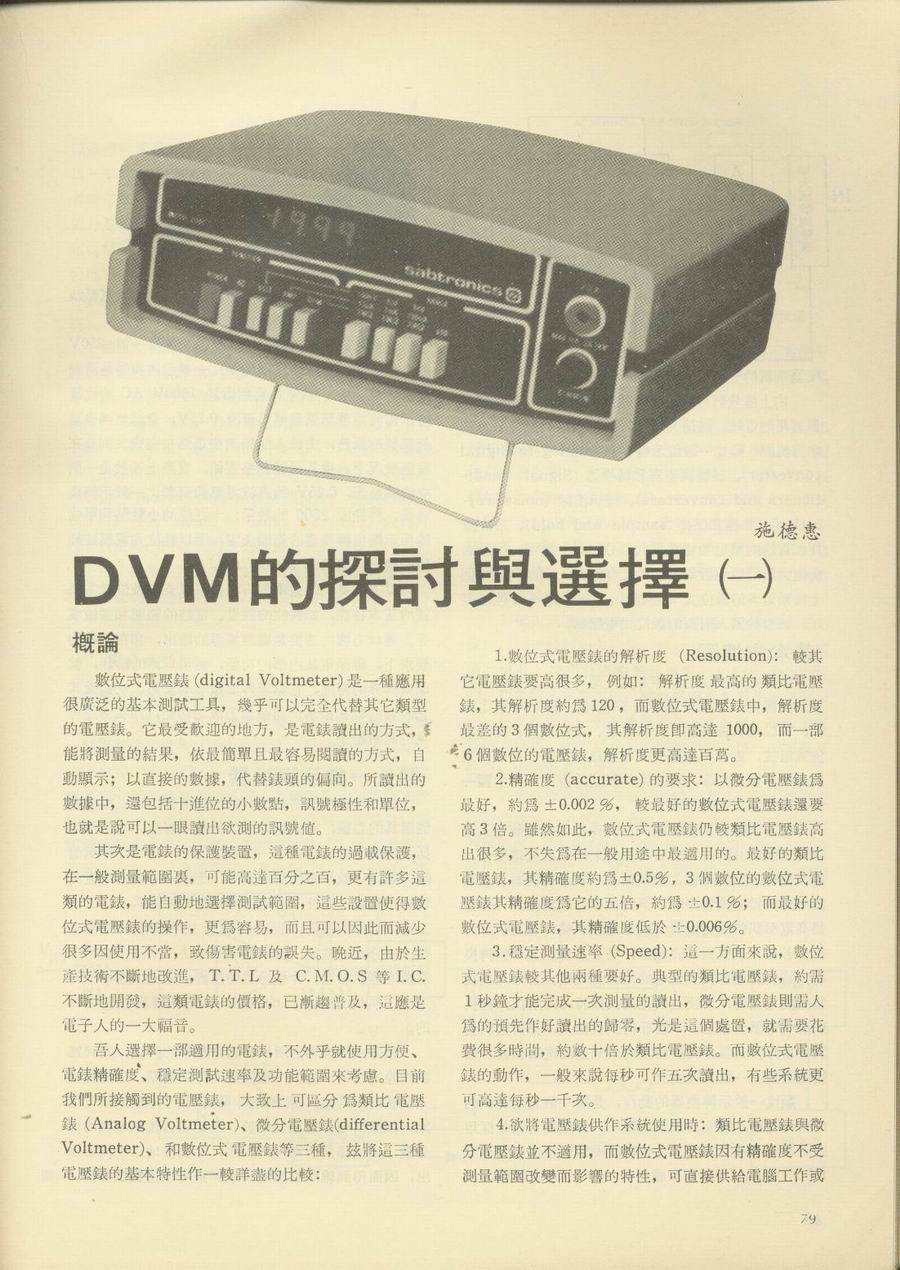 1999
sabtronics
施德惠
DVM的探討與選擇 ㈠
概論
數位式電壓錶 (digital Voltmeter) 是一種應用
很廣泛的基本測試工具，幾乎可以完全代替其它類型
的電壓錶。它最受歡迎的地方，是電錶讀出的方式，
能將測量的結果，依最簡單且最容易閱讀的方式，自
動顯示；以直接的數據，代替錶頭的偏向。所讀出的
數據中，還包括十進位的小數點，訊號極性和單位，
也就是說可以一眼讀出欲測的訊號値。
其次是電錶的保護裝置，這種電錶的過載保護，
在一般測量範圍裏，可能高達百分之百，更有許多這
類的電錶，能自動地選擇測試範圍，這些設置使得數
位式電壓錶的操作，更爲容易，而且可以因此而減少
很多因使用不當，致傷害電錶的誤失。晚近，由於生
產技術不斷地改進， T.T.L 及 C.M.O.S 等 I.C.
不斷地開發，這類電錶的價格，已漸趨普及，這應是
電子人的一大福音。
吾人選擇一部適用的電錶，不外乎就使用方便、
電錶精確度、穩定測試速率及功能範圍來考慮。目前
我們所接觸到的電壓錶，大致上可區分爲類比電壓
錶 (Analog Voltmeter)、微分電壓錶(differential
Voltmeter)、和數位式電壓錶等三種，玆將這三種
電壓錶的基本特性作一較詳盡的比較：
1.數位式電壓錶的解析度 (Resolution)： 較其
它電壓錶要高很多，例如： 解析度最高的類比電壓
錶，其解析度約爲 120 ，而數位式電壓錶中，解析度
最差的 3 個數位式，其解析度卽高達 1000， 而一部
6 個數位的電壓錶，解析度更高達百萬。
2.精確度 (accurate) 的要求：以微分電壓錶爲
最好，約爲 ±0.002 %， 較最好的數位式電壓錶還要
高 3 倍。雖然如此，數位式電壓錶仍較類比電壓錶高
出很多，不失爲在一般用途中最適用的。最好的類比
電壓錶，其精確度約爲±0.5%，3 個數位的數位式電
壓錶其精確度爲它的五倍，約爲 ±0.1 %； 而最好的
數位式電壓錶，其精確度低於 ±0.006%。
3.穩定測量速率 (Speed)： 這一方面來說，數位
式電壓錶較其他兩種要好。典型的類比電壓錶，約需
1 秒鐘才能完成一次測量的讀出，微分電壓錶則需人
爲的預先作好讀出的歸零，光是這個處置，就需要花
費很多時間，約數十倍於類比電壓錶。而數位式電壓
錶的動作，一般來說每秒可作五次讀出，有些系統更
可高達每秒一千次。
4.欲將電壓錶供作系統使用時：類比電壓錶與微
分電壓錶並不適用，而數位式電壓錶因有精確度不受
測量範圍改變而影響的特性，可直接供給電腦工作或
79